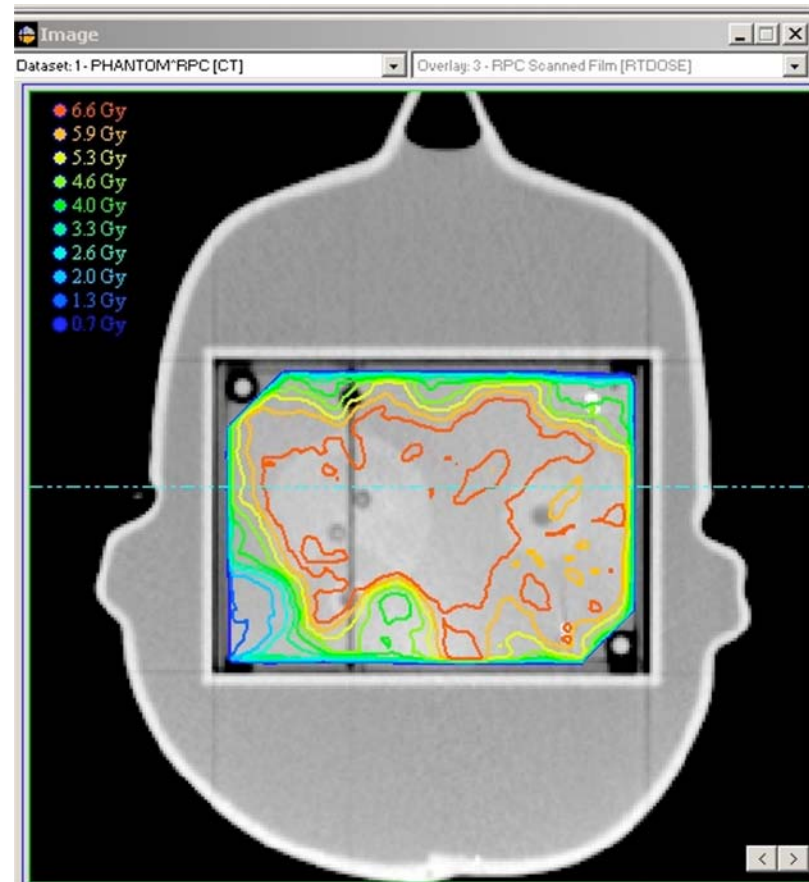 Image
Dataset: 1 - PHANTOM^RPC [CT] Overlay: 3 - RPC Scanned Film [RTDOSE]
6.6 Gy
5.9 Gy
5.3 Gy
4.6 Gy
4.0 Gy
3.3 Gy
2.6 Gy
2.0 Gy
1.3 Gy
0.7 Gy